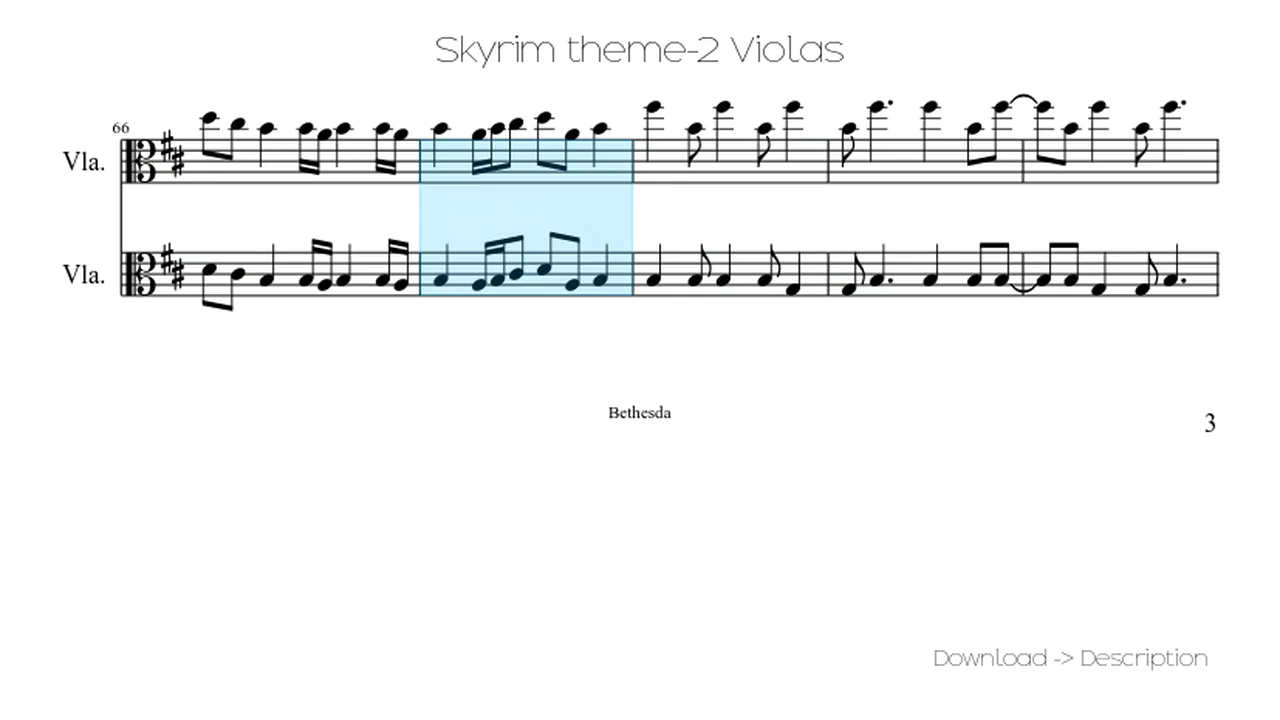 Skyrim theme-2 Violas
66
Vla.
Vla.
Bethesda
3
Download -> Description